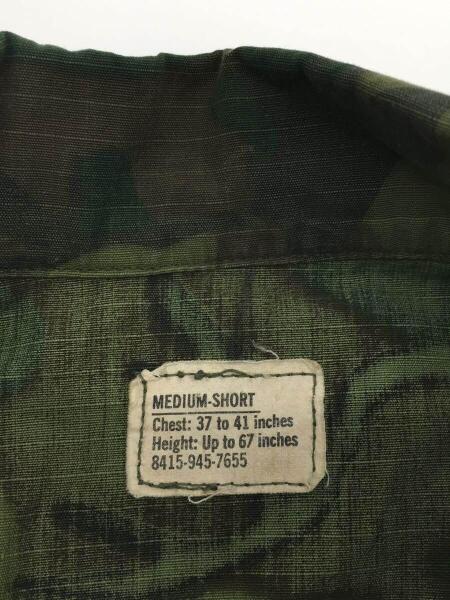 MEDIUM-SHORT
Chest: 37 to 41 inches
Height: Up to 67 inches
8415-945-7655